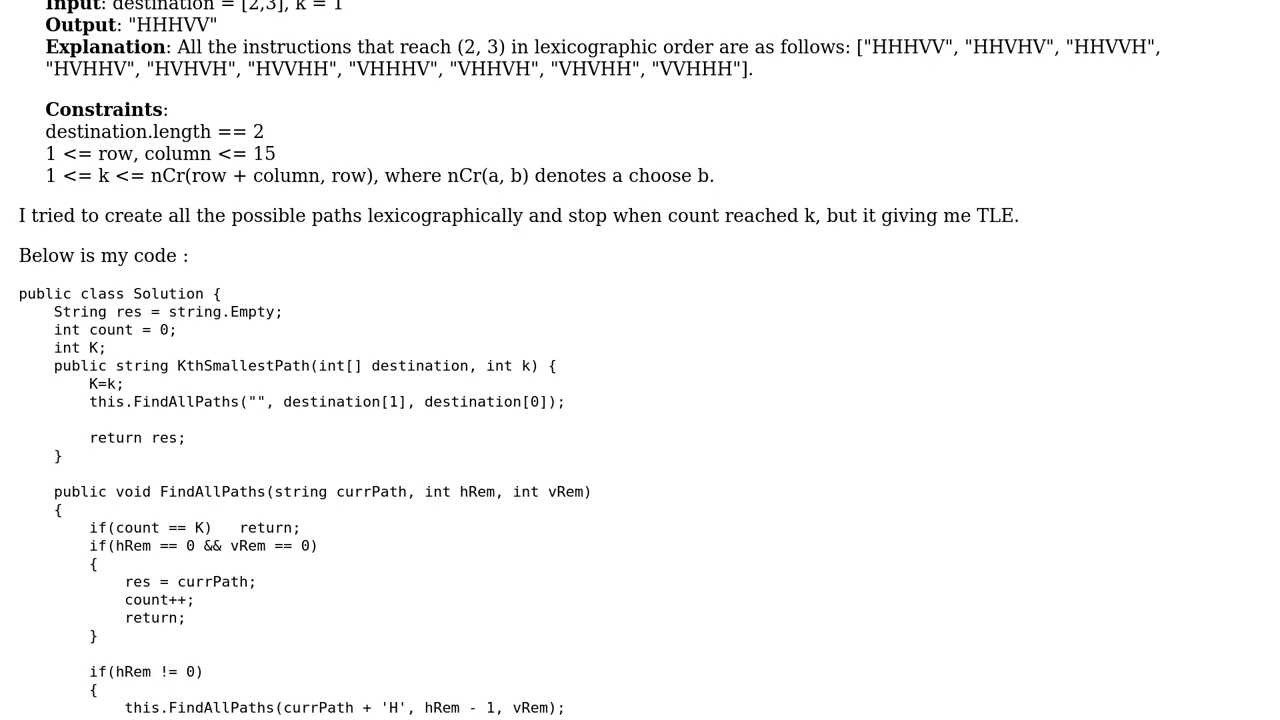 Input: destination = [2,3], k = 1
Output: "HHHVV"
Explanation: All the instructions that reach (2, 3) in lexicographic order are as follows: ["HHHVV", "HHVHV", "HHVVH",
"HVHHV", "HVHVH", "HVVHH", "VHHHV", "VHHVH", "VHVHH", "VVHHH"].
Constraints:
destination.length == 2
1 <= row, column <= 15
1 <= k <= nCr(row + column, row), where nCr(a, b) denotes a choose b.
I tried to create all the possible paths lexicographically and stop when count reached k, but it giving me TLE.
Below is my code :
public class Solution {
    String res = string.Empty;
    int count = 0;
    int K;
    public string KthSmallestPath(int[] destination, int k) {
        K=k;
        this.FindAllPaths("", destination[1], destination[0]);
        return res;
    }
    public void FindAllPaths(string currPath, int hRem, int vRem)
    {
        if(count == K)   return;
        if(hRem == 0 && vRem == 0)
        {
            res = currPath;
            count++;
            return;
        }
        if(hRem != 0)
        {
            this.FindAllPaths(currPath + 'H', hRem - 1, vRem);